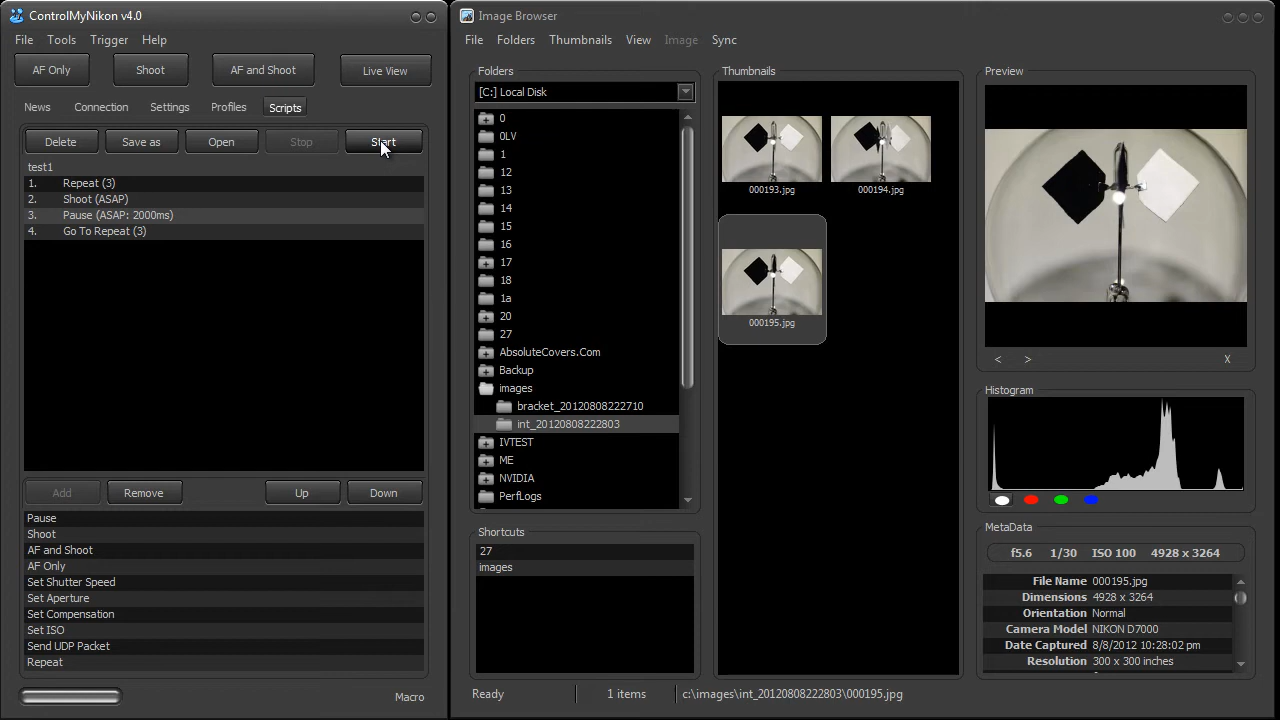 ControlMyNikon v4.0
File Tools Trigger Help
AF Only Shoot AF and Shoot Live View
News Connection Settings Profiles Scripts
Delete Save as Open Stop Start
test1
1. Repeat (3)
2. Shoot (ASAP)
3. Pause (ASAP: 2000ms)
4. Go To Repeat (3)
Add Remove Up Down
Pause
Shoot
AF and Shoot
AF Only
Set Shutter Speed
Set Aperture
Set Compensation
Set ISO
Send UDP Packet
Repeat
Macro
Image Browser
File Folders Thumbnails View Image Sync
Folders
[C:] Local Disk
0
0LV
1
12
13
14
15
16
17
18
1a
20
27
AbsoluteCovers.Com
Backup
images
bracket_20120808222710
int_20120808222803
IVTEST
ME
NVIDIA
PerfLogs
Shortcuts
27
images
Thumbnails
000193.jpg 000194.jpg
000195.jpg
Preview
< > X
Histogram
MetaData
f5.6 1/30 ISO 100 4928 x 3264
File Name 000195.jpg
Dimensions 4928 x 3264
Orientation Normal
Camera Model NIKON D7000
Date Captured 8/8/2012 10:28:02 pm
Resolution 300 x 300 inches
Ready 1 items c:\images\int_20120808222803\000195.jpg